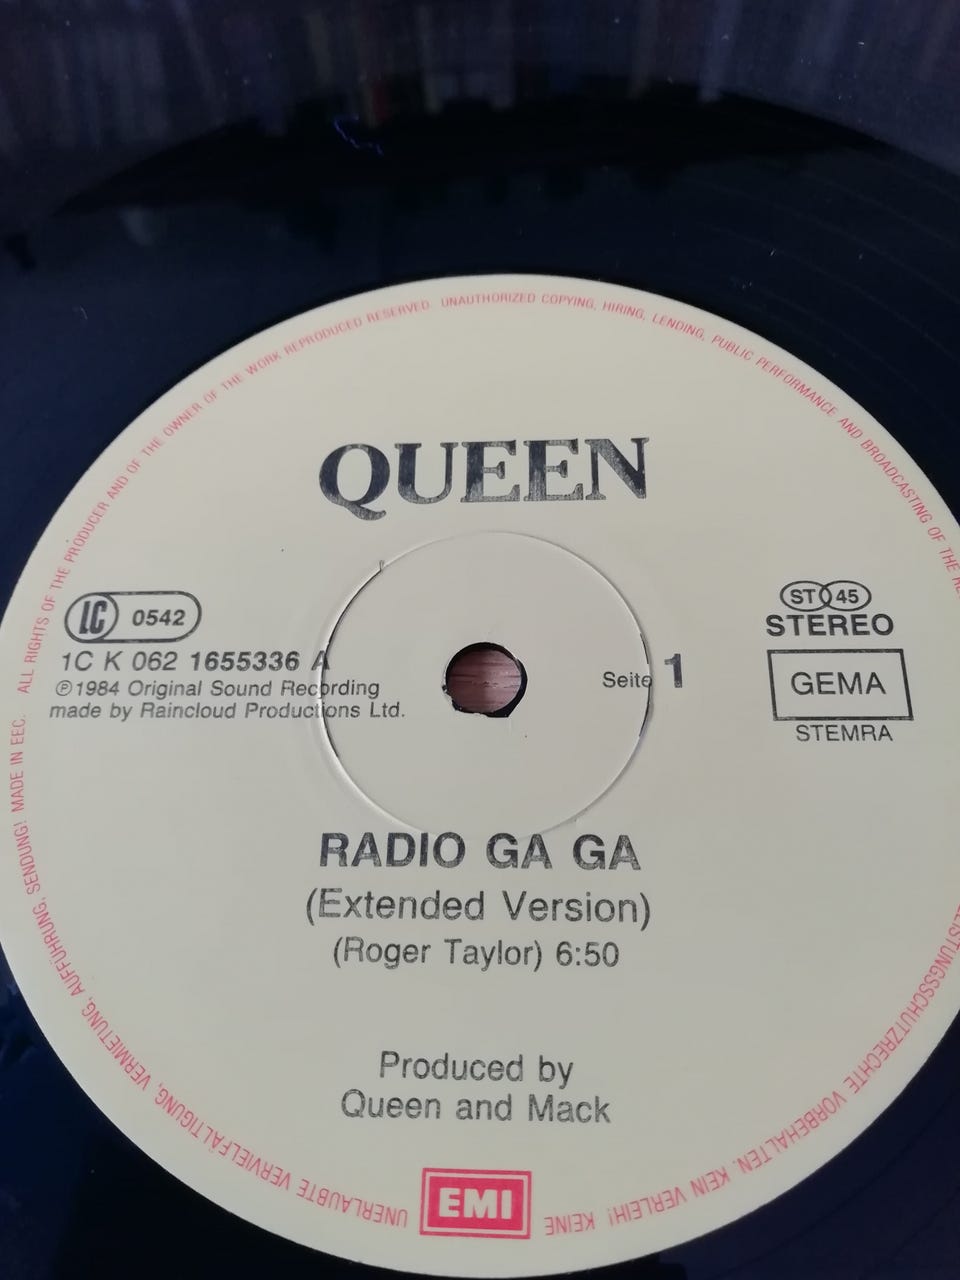 ALL RIGHTS OF THE PRODUCER AND OF THE OWNER OF THE WORK REPRODUCED RESERVED. UNAUTHORIZED COPYING, HIRING, LENDING, PUBLIC PERFORMANCE AND BROADCASTING OF THE
QUEEN
LC 0542
1C K 062 1655336 A
℗1984 Original Sound Recording
made by Raincloud Productions Ltd.
Seite 1
ST 45
STEREO
GEMA
STEMRA
RADIO GA GA
(Extended Version)
(Roger Taylor) 6:50
Produced by
Queen and Mack
EMI
LEISTUNGSSCHUTZRECHTE VORBEHALTEN. KEIN VERLEIH! KEINE
UNERLAUBTE VERVIELFÄLTIGUNG, VERMIETUNG, AUFFÜHRUNG, SENDUNG! MADE IN EEC.